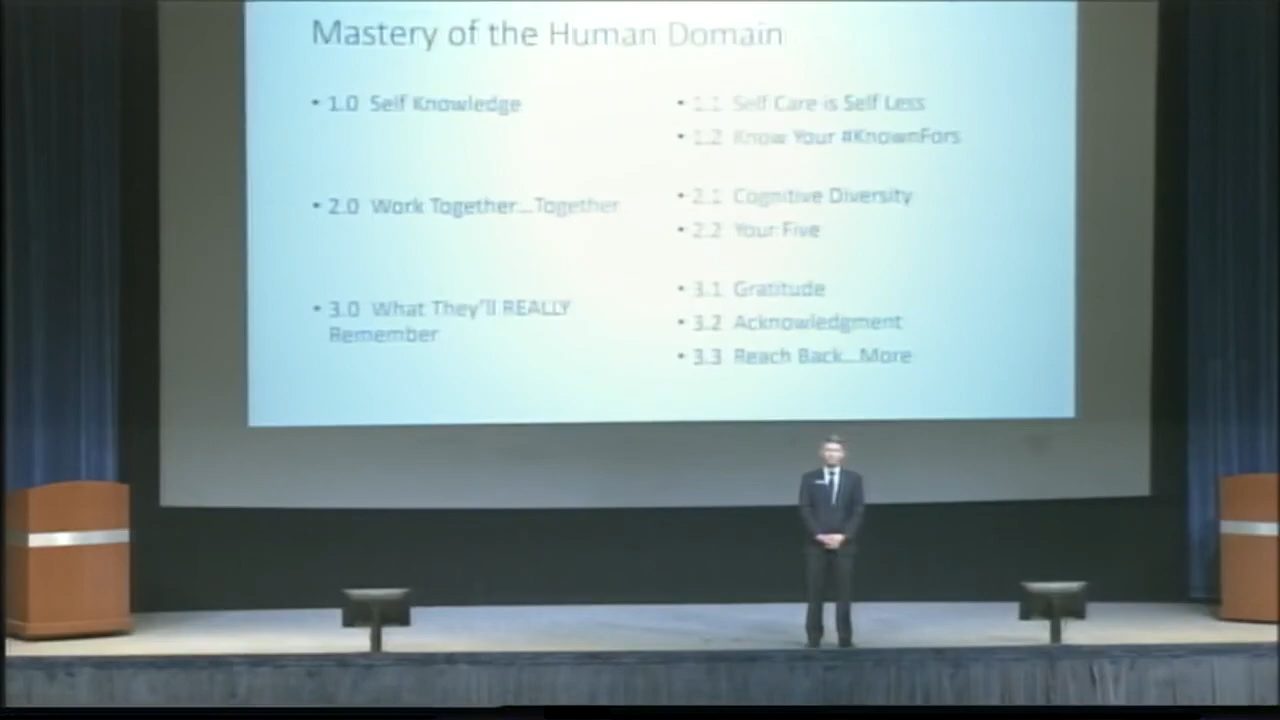 Mastery of the Human Domain
• 1.0 Self Knowledge
• 1.1 Self Care is Self Less
• 1.2 Know Your #KnownFors
• 2.0 Work Together...Together
• 2.1 Cognitive Diversity
• 2.2 Your Five
• 3.0 What They'll REALLY
Remember
• 3.1 Gratitude
• 3.2 Acknowledgment
• 3.3 Reach Back...More